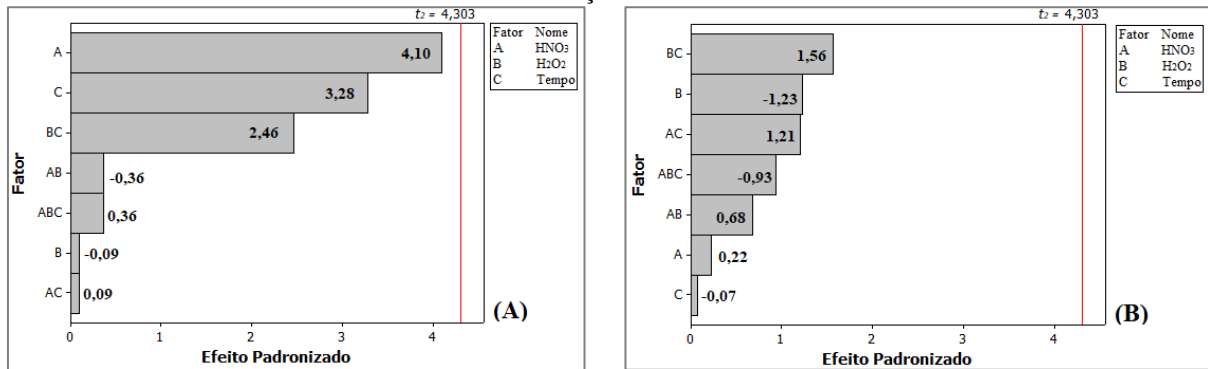 t₂ = 4,303
Fator Nome
A HNO₃
B H₂O₂
C Tempo
A 4,10
C 3,28
BC 2,46
AB -0,36
ABC 0,36
B -0,09
AC 0,09
Fator
0 1 2 3 4
Efeito Padronizado
(A)
t₂ = 4,303
Fator Nome
A HNO₃
B H₂O₂
C Tempo
BC 1,56
B -1,23
AC 1,21
ABC -0,93
AB 0,68
A 0,22
C -0,07
Fator
0 1 2 3 4
Efeito Padronizado
(B)